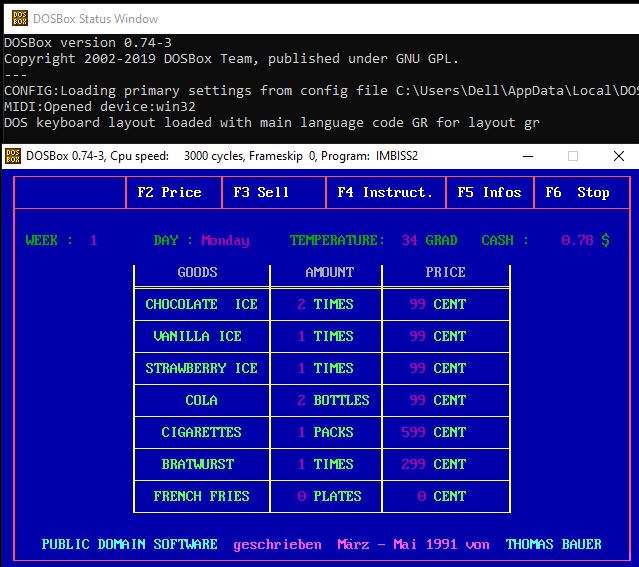 DOS BOX DOSBox Status Window
DOSBox version 0.74-3
Copyright 2002-2019 DOSBox Team, published under GNU GPL.
---
CONFIG:Loading primary settings from config file C:\Users\Dell\AppData\Local\DOS
MIDI:Opened device:win32
DOS keyboard layout loaded with main language code GR for layout gr
DOS BOX DOSBox 0.74-3, Cpu speed: 3000 cycles, Frameskip 0, Program: IMBISS2
F2 Price F3 Sell F4 Instruct. F5 Infos F6 Stop
WEEK : 1 DAY : Monday TEMPERATURE: 34 GRAD CASH : 0.78 $
GOODS AMOUNT PRICE
CHOCOLATE ICE 2 TIMES 99 CENT
VANILLA ICE 1 TIMES 99 CENT
STRAWBERRY ICE 1 TIMES 99 CENT
COLA 2 BOTTLES 99 CENT
CIGARETTES 1 PACKS 599 CENT
BRATWURST 1 TIMES 299 CENT
FRENCH FRIES 0 PLATES 0 CENT
PUBLIC DOMAIN SOFTWARE geschrieben März - Mai 1991 von THOMAS BAUER